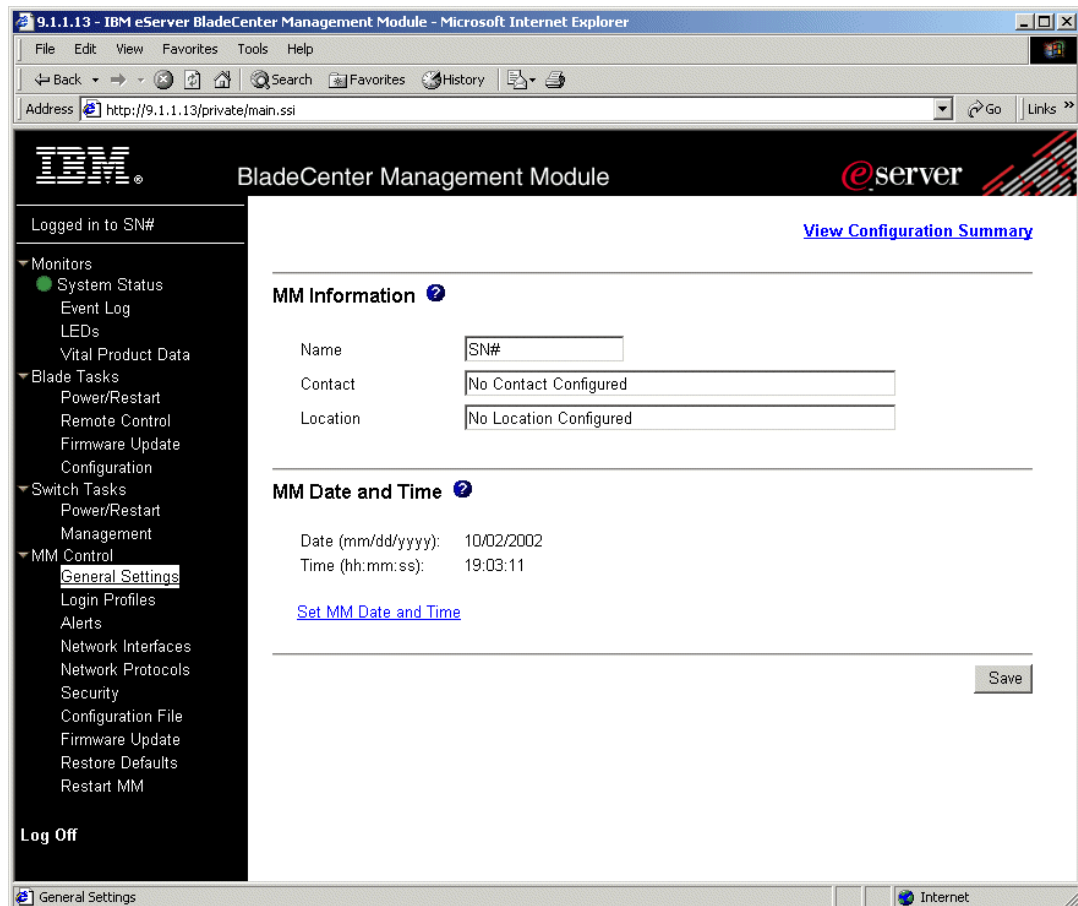 9.1.1.13 - IBM eServer BladeCenter Management Module - Microsoft Internet Explorer
File Edit View Favorites Tools Help
Back Search Favorites History
Address http://9.1.1.13/private/main.ssi Go Links »
IBM® BladeCenter Management Module eserver
Logged in to SN#
View Configuration Summary
Monitors
System Status
Event Log
LEDs
Vital Product Data
Blade Tasks
Power/Restart
Remote Control
Firmware Update
Configuration
Switch Tasks
Power/Restart
Management
MM Control
General Settings
Login Profiles
Alerts
Network Interfaces
Network Protocols
Security
Configuration File
Firmware Update
Restore Defaults
Restart MM
Log Off
MM Information ?
Name SN#
Contact No Contact Configured
Location No Location Configured
MM Date and Time ?
Date (mm/dd/yyyy): 10/02/2002
Time (hh:mm:ss): 19:03:11
Set MM Date and Time
Save
General Settings Internet